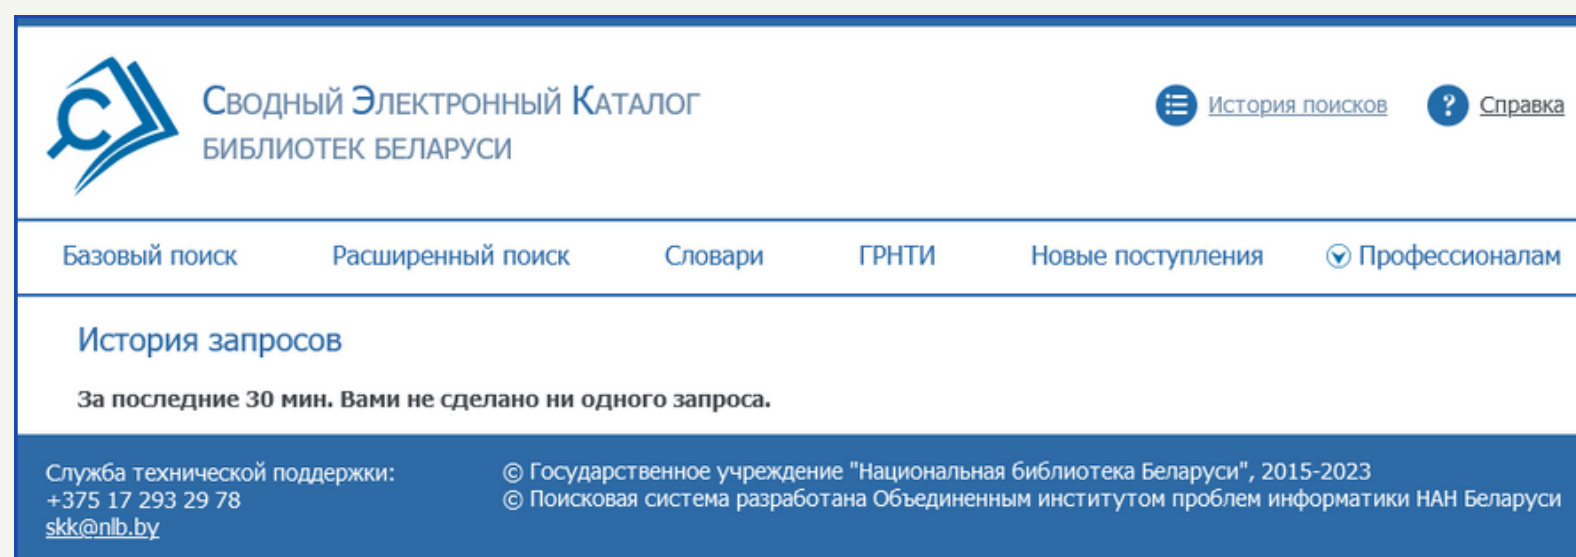 Сводный Электронный Каталог
библиотек Беларуси
История поисков
Справка
Базовый поиск
Расширенный поиск
Словари
ГРНТИ
Новые поступления
Профессионалам
История запросов
За последние 30 мин. Вами не сделано ни одного запроса.
Служба технической поддержки:
+375 17 293 29 78
skk@nlb.by
© Государственное учреждение "Национальная библиотека Беларуси", 2015-2023
© Поисковая система разработана Объединенным институтом проблем информатики НАН Беларуси